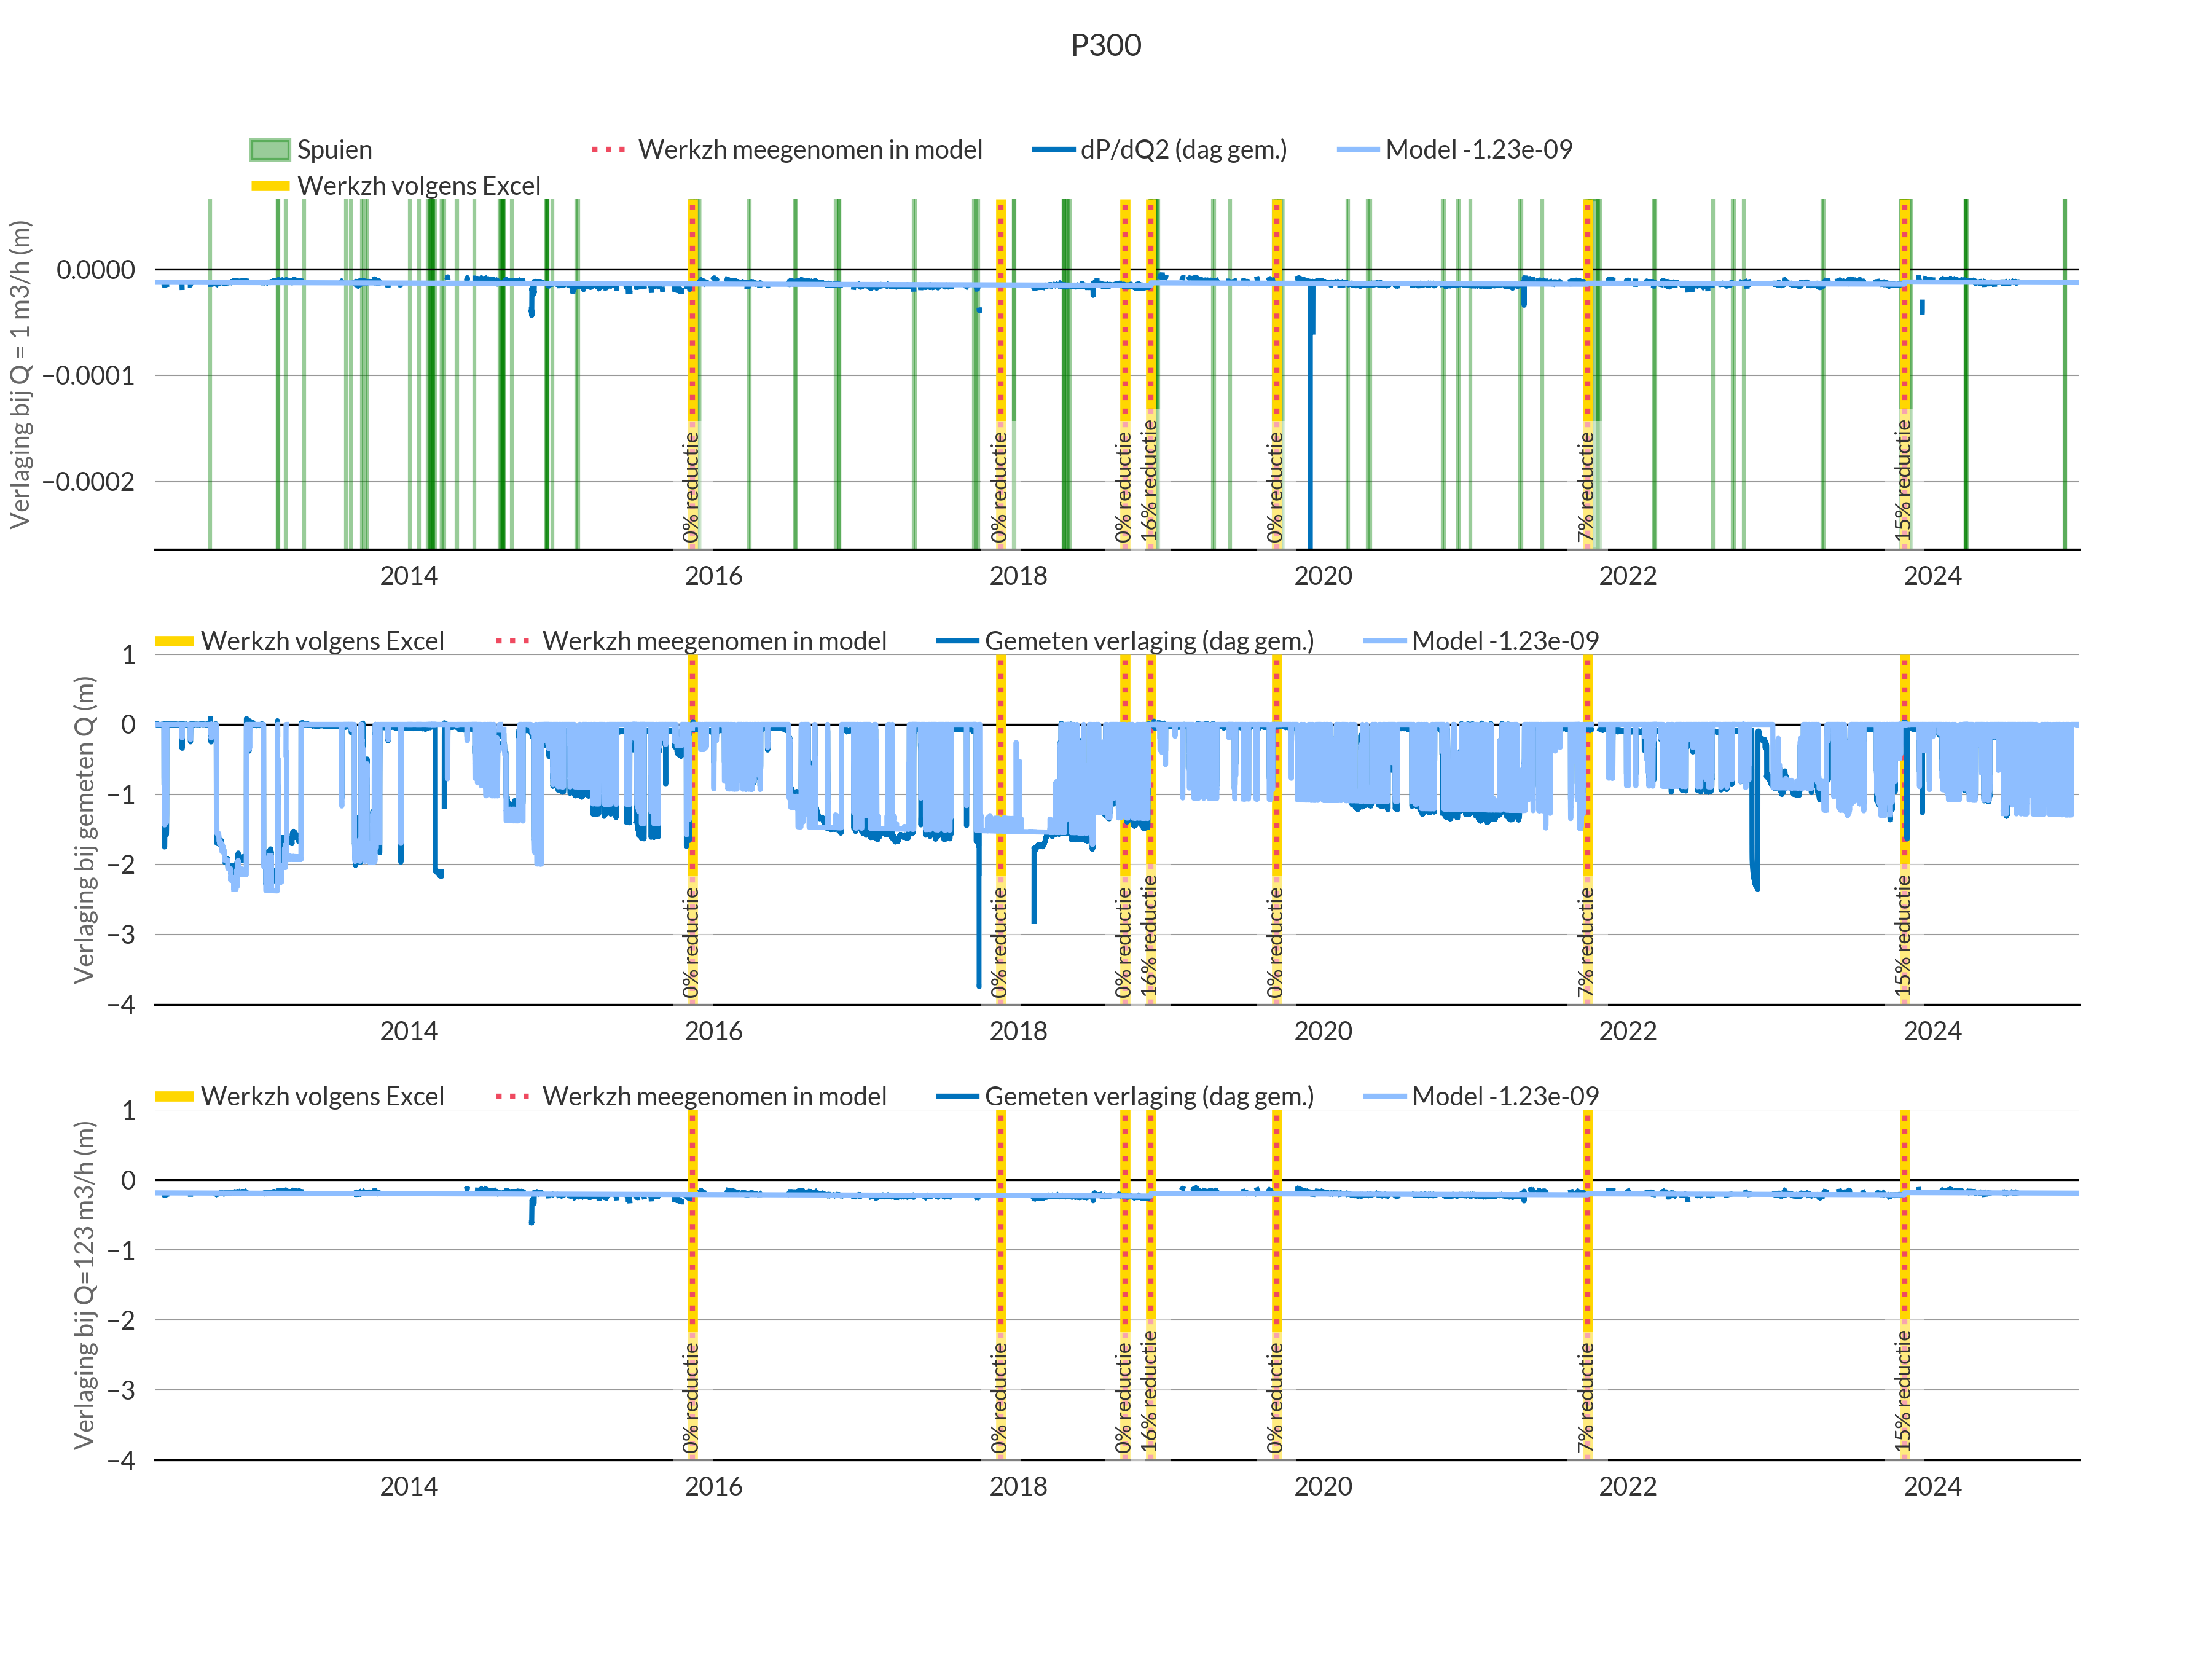 P300
Spuien
Werkzh meegenomen in model
dP/dQ2 (dag gem.)
Model -1.23e-09
Werkzh volgens Excel
Verlaging bij Q = 1 m3/h (m)
0.0000
−0.0001
−0.0002
0% reductie
0% reductie
0% reductie
16% reductie
0% reductie
7% reductie
15% reductie
2014
2016
2018
2020
2022
2024
Werkzh volgens Excel
Werkzh meegenomen in model
Gemeten verlaging (dag gem.)
Model -1.23e-09
Verlaging bij gemeten Q (m)
1
0
−1
−2
−3
−4
0% reductie
0% reductie
0% reductie
16% reductie
0% reductie
7% reductie
15% reductie
2014
2016
2018
2020
2022
2024
Werkzh volgens Excel
Werkzh meegenomen in model
Gemeten verlaging (dag gem.)
Model -1.23e-09
Verlaging bij Q=123 m3/h (m)
1
0
−1
−2
−3
−4
0% reductie
0% reductie
0% reductie
16% reductie
0% reductie
7% reductie
15% reductie
2014
2016
2018
2020
2022
2024